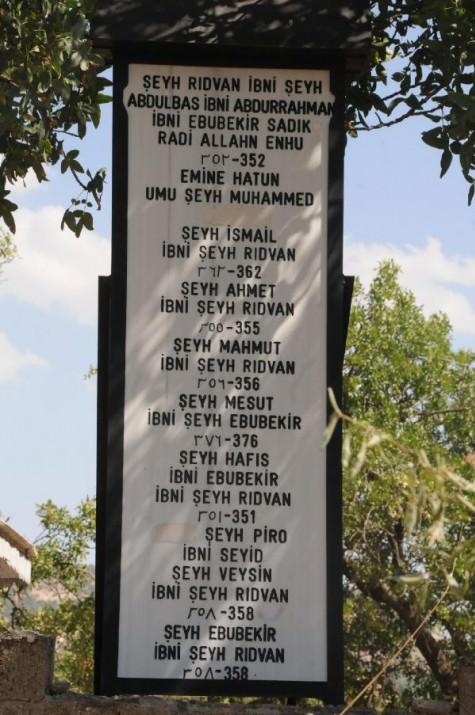 ŞEYH RIDVAN İBNİ ŞEYH
ABDULBAS İBNİ ABDURRAHMAN
İBNİ EBUBEKİR SADIK
RADİ ALLAHN ENHU
٣٥٢-352
EMİNE HATUN
UMU ŞEYH MUHAMMED
ŞEYH İSMAİL
İBNİ ŞEYH RIDVAN
٣٦٢-362
ŞEYH AHMET
İBNİ ŞEYH RIDVAN
٣٥٥-355
ŞEYH MAHMUT
İBNİ ŞEYH RIDVAN
٣٥٦-356
ŞEYH MESUT
İBNİ ŞEYH EBUBEKİR
٣٧٦-376
ŞEYH HAFIS
İBNİ EBUBEKİR
İBNİ ŞEYH RIDVAN
٣٥١-351
ŞEYH PİRO
İBNİ SEYİD
ŞEYH VEYSİN
İBNİ ŞEYH RIDVAN
٣٥٨-358
ŞEYH EBUBEKİR
İBNİ ŞEYH RIDVAN
٣٥٨-358